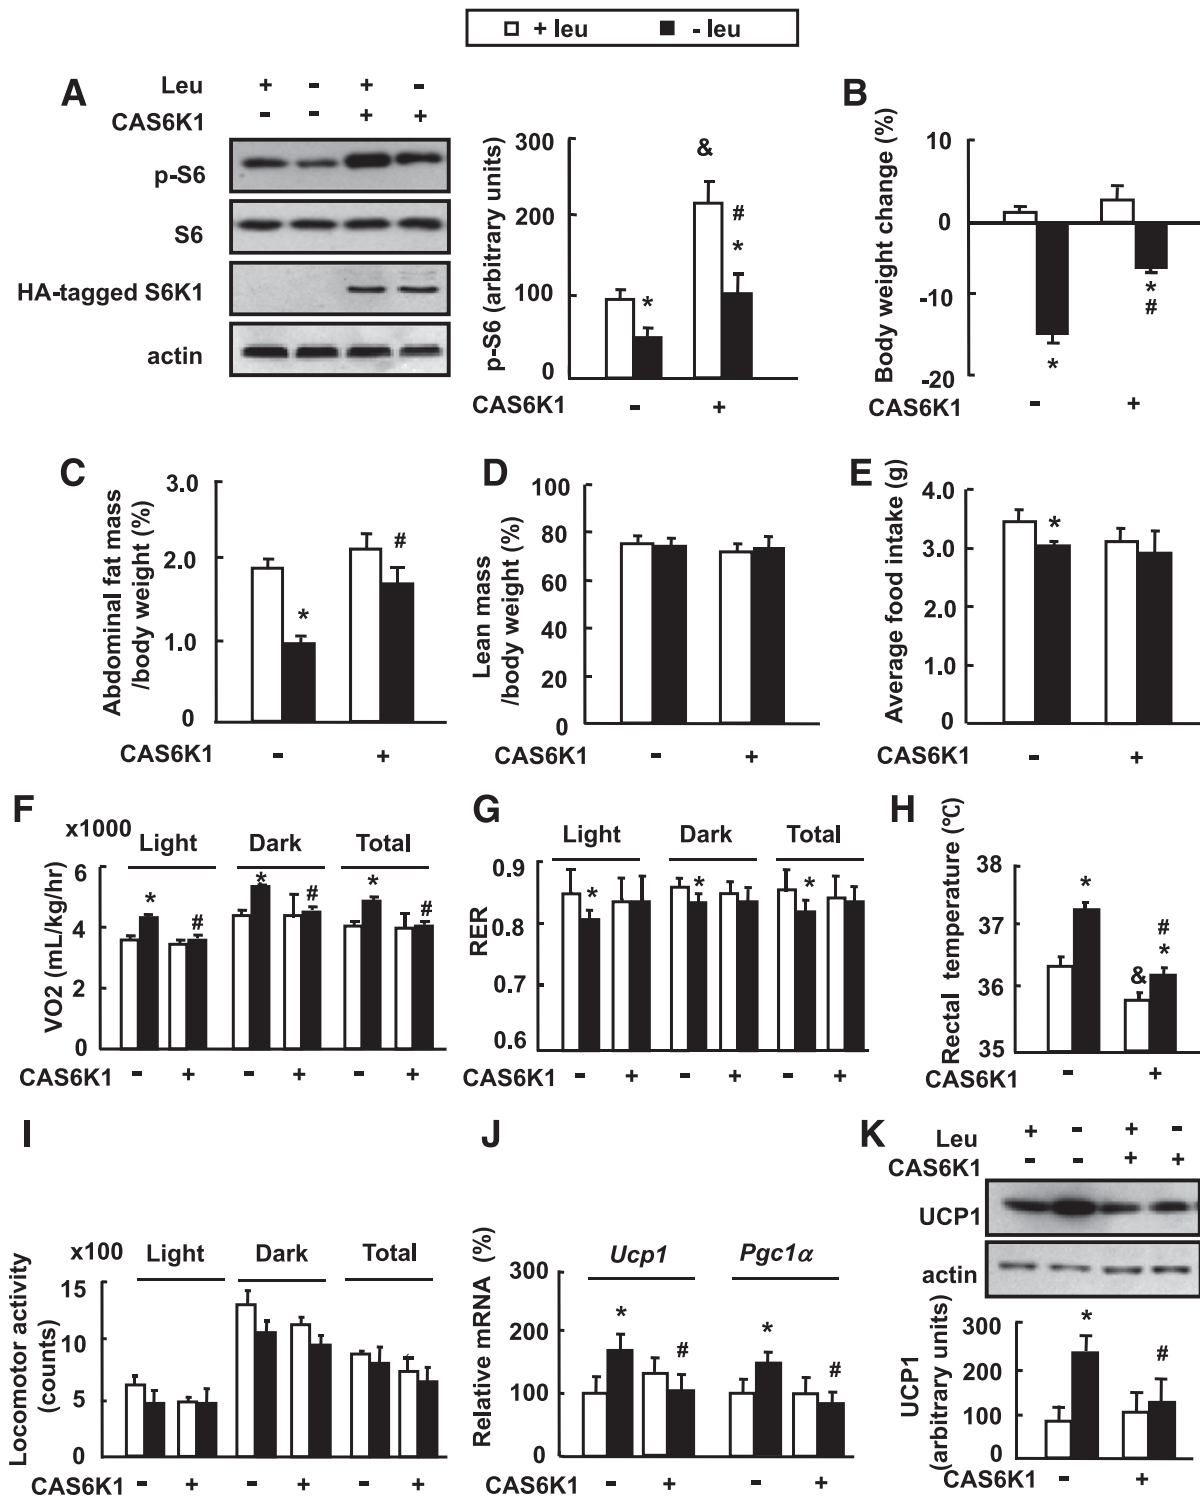 + leu - leu
A
Leu + - + -
CAS6K1 - - + +
p-S6
S6
HA-tagged S6K1
actin
p-S6 (arbitrary units)
300
200
100
0
*
&
#
*
CAS6K1 - +
B
Body weight change (%)
10
0
-10
-20
*
*
#
CAS6K1 - +
C
Abdominal fat mass
/body weight (%)
3.0
2.0
1.0
0
*
#
CAS6K1 - +
D
Lean mass
/body weight (%)
100
80
60
40
20
0
CAS6K1 - +
E
Average food intake (g)
4.0
3.0
2.0
1.0
0
*
CAS6K1 - +
F
x1000
Light Dark Total
VO2 (mL/kg/hr)
6
4
2
0
* # * # * #
CAS6K1 - + - + - +
G
Light Dark Total
RER
0.9
0.8
0.7
0.6
* * *
CAS6K1 - + - + - +
H
Rectal temperature (℃)
38
37
36
35
*
&
#
*
CAS6K1 - +
I
x100
Light Dark Total
Locomotor activity
(counts)
15
10
5
0
CAS6K1 - + - + - +
J
Relative mRNA (%)
Ucp1 Pgc1α
300
200
100
0
* # * #
CAS6K1 - + - +
K
Leu + - + -
CAS6K1 - - + +
UCP1
actin
UCP1
(arbitrary units)
300
200
100
0
* #
CAS6K1 - +